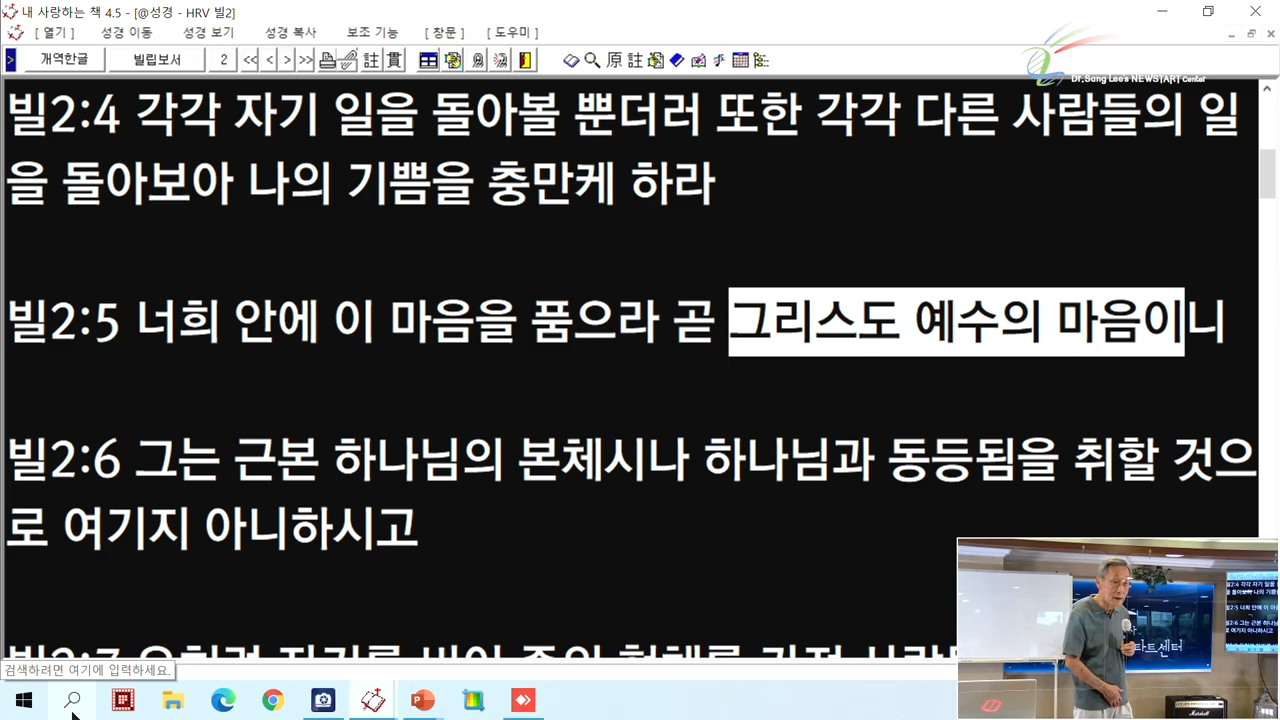 내 사랑하는 책 4.5 - [@성경 - HRV 빌2]
[ 열기 ] 성경 이동 성경 보기 성경 복사 보조 기능 [ 창문 ] [ 도우미 ]
개역한글 빌립보서 2 << < > >> 註 貫 原 註
Dr.Sang Lee's NEWSTART Center
빌2:4 각각 자기 일을 돌아볼 뿐더러 또한 각각 다른 사람들의 일
을 돌아보아 나의 기쁨을 충만케 하라
빌2:5 너희 안에 이 마음을 품으라 곧 그리스도 예수의 마음이니
빌2:6 그는 근본 하나님의 본체시나 하나님과 동등됨을 취할 것으
로 여기지 아니하시고
검색하려면 여기에 입력하세요.
타트센터
Marshall